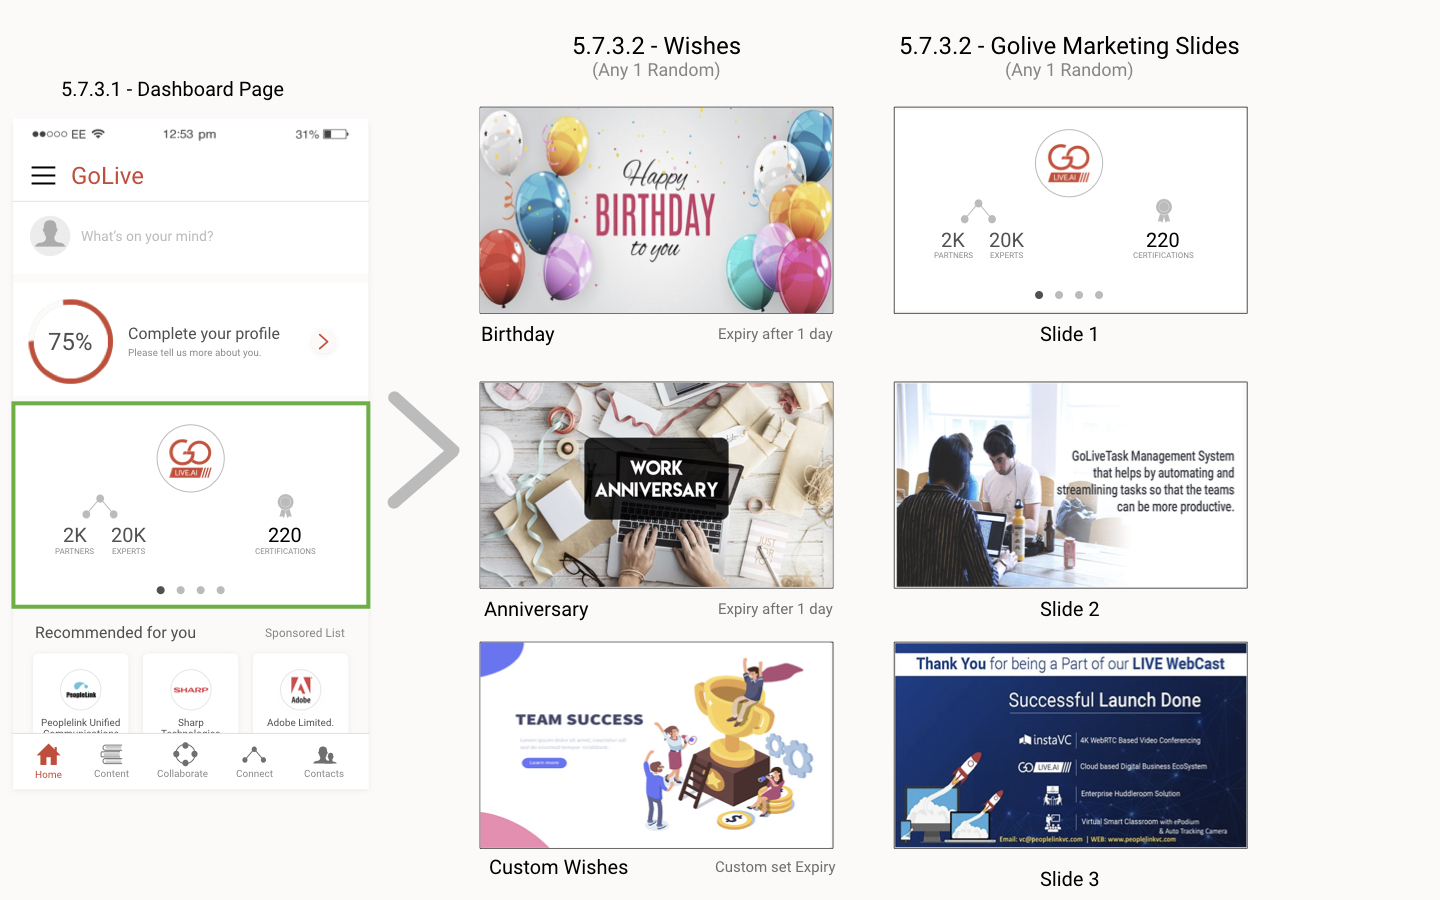 5.7.3.1 - Dashboard Page
EE
12:53 pm
31%
GoLive
What's on your mind?
75%
Complete your profile
Please tell us more about you.
GO
LIVE.AI
2K
20K
220
PARTNERS
EXPERTS
CERTIFICATIONS
Recommended for you
Sponsored List
PeopleLink
SHARP
Adobe
Peoplelink Unified
Communications
Sharp
Technologies
Adobe Limited.
Home
Content
Collaborate
Connect
Contacts
5.7.3.2 - Wishes
(Any 1 Random)
Happy
BIRTHDAY
to you
Birthday
Expiry after 1 day
WORK
ANNIVERSARY
JUST
FOR
Anniversary
Expiry after 1 day
TEAM SUCCESS
Learn more
Custom Wishes
Custom set Expiry
5.7.3.2 - Golive Marketing Slides
(Any 1 Random)
GO
LIVE.AI
2K
20K
220
PARTNERS
EXPERTS
CERTIFICATIONS
Slide 1
GoLiveTask Management System
that helps by automating and
streamlining tasks so that the teams
can be more productive.
Slide 2
Thank You for being a Part of our LIVE WebCast
Successful Launch Done
instaVC
4K WebRTC Based Video Conferencing
GO LIVE.AI
Cloud based Digital Business EcoSystem
Enterprise Huddleroom Solution
Virtual Smart Classroom with ePodium
& Auto Tracking Camera
Email: vc@peoplelinkvc.com | WEB: www.peoplelinkvc.com
Slide 3